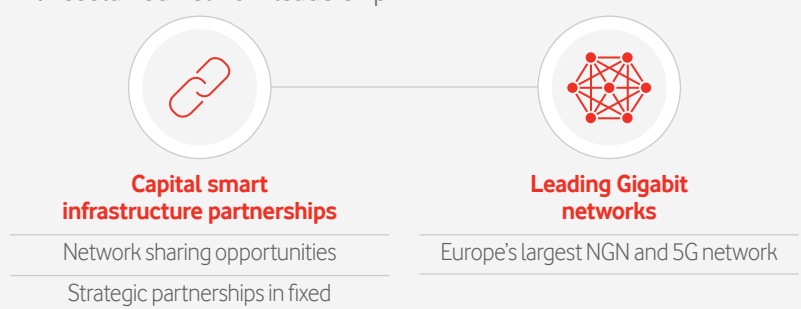 Capital smart
infrastructure partnerships
Network sharing opportunities
Strategic partnerships in fixed
Leading Gigabit
networks
Europe's largest NGN and 5G network